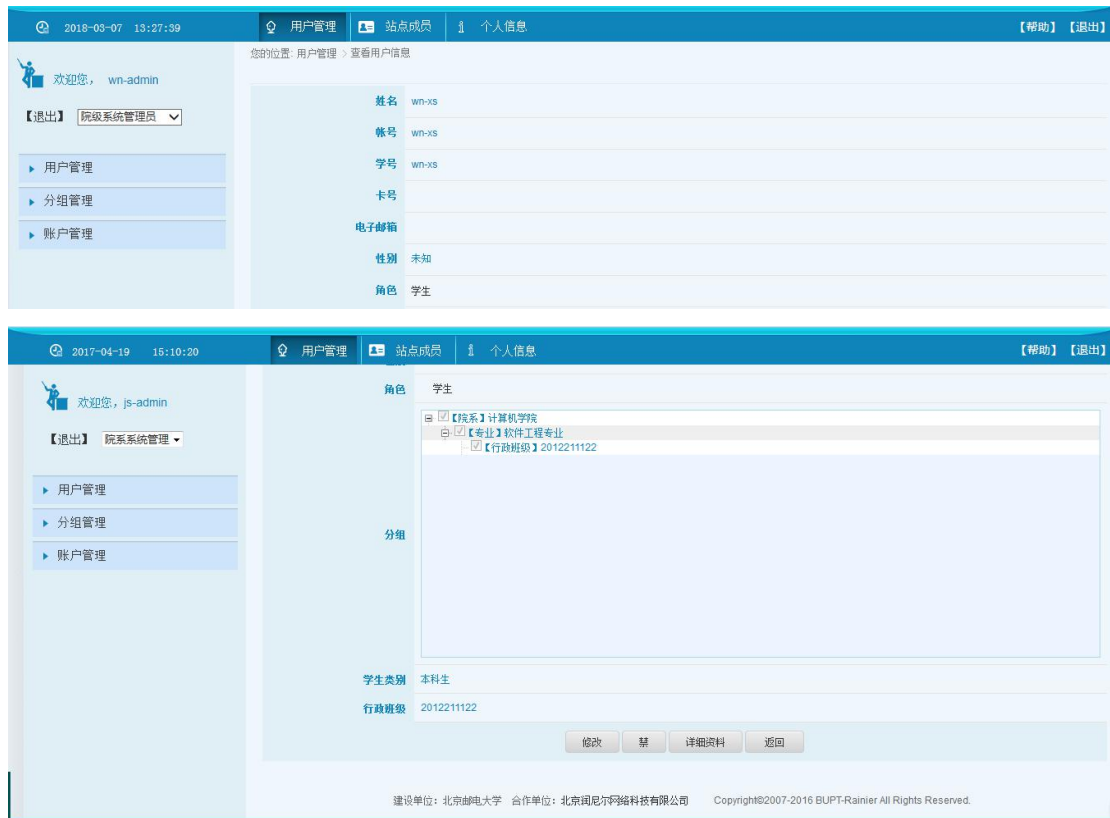 2018-03-07 13:27:39 用户管理 站点成员 个人信息 【帮助】 【退出】
您的位置: 用户管理 > 查看用户信息
欢迎您, wn-admin
姓名 wn-xs
【退出】 院级系统管理员
帐号 wn-xs
用户管理
学号 wn-xs
分组管理
卡号
账户管理
电子邮箱
性别 未知
角色 学生
2017-04-19 15:10:20 用户管理 站点成员 个人信息 【帮助】 【退出】
角色 学生
欢迎您, js-admin
【院系】计算机学院
【专业】软件工程专业
【退出】 院系系统管理
【行政班级】2012211122
用户管理
分组管理
分组
账户管理
学生类别 本科生
行政班级 2012211122
修改 禁 详细资料 返回
建设单位: 北京邮电大学 合作单位: 北京润尼尔网络科技有限公司 Copyright©2007-2016 BUPT-Rainier All Rights Reserved.